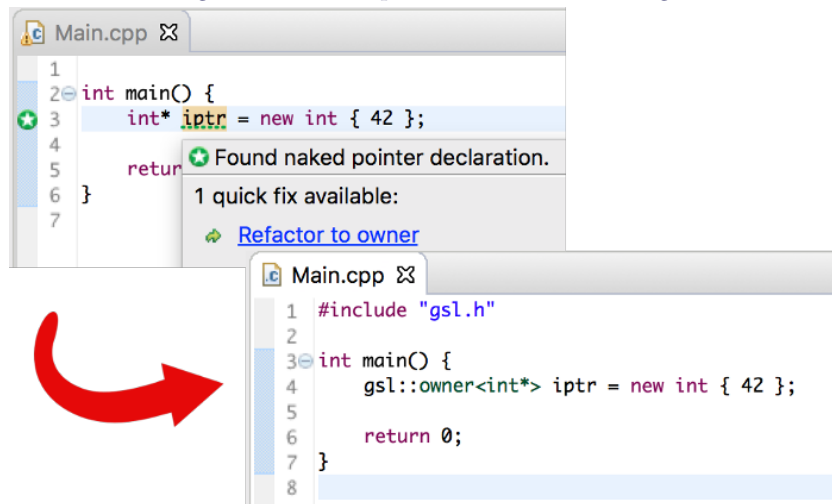 Main.cpp
1
2 int main() {
3 int* iptr = new int { 42 };
4
5 retur
6 }
7
Found naked pointer declaration.
1 quick fix available:
Refactor to owner
Main.cpp
1 #include "gsl.h"
2
3 int main() {
4 gsl::owner<int*> iptr = new int { 42 };
5
6 return 0;
7 }
8